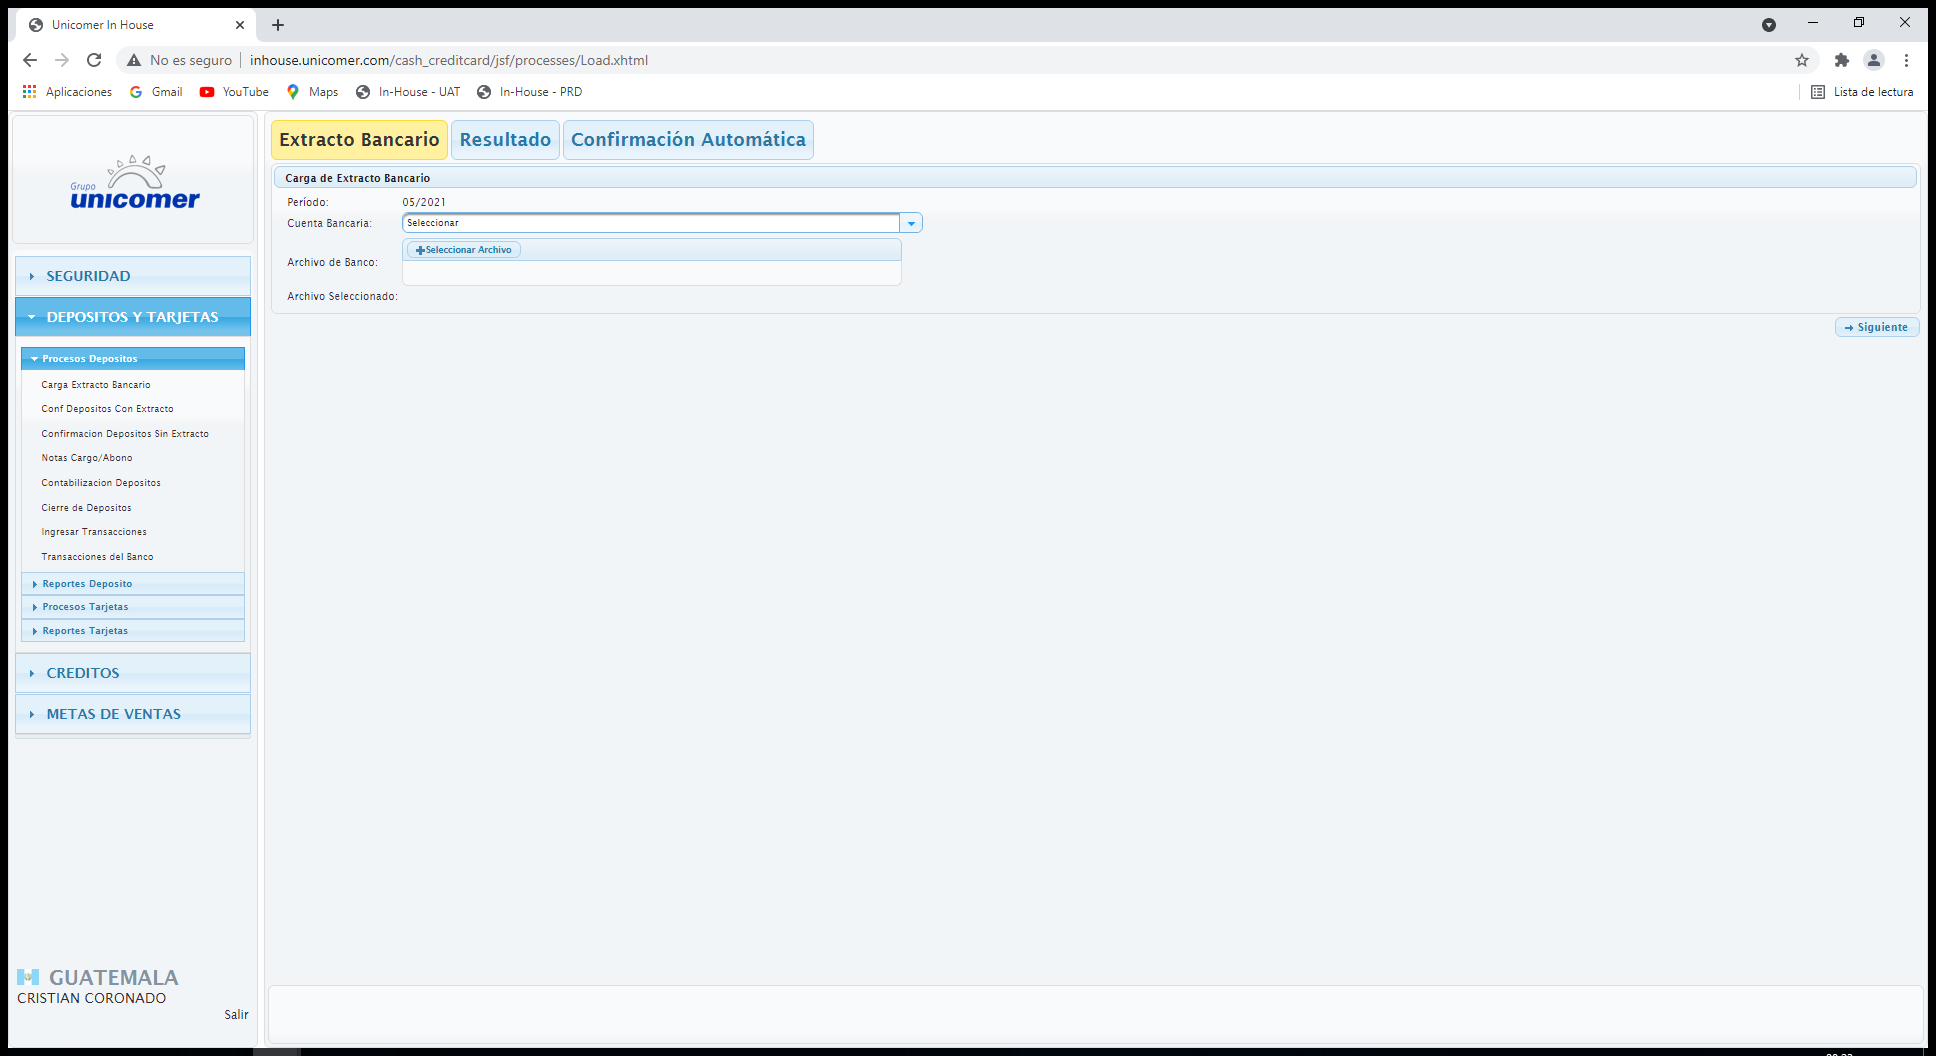 Unicomer In House
No es seguro
inhouse.unicomer.com/cash_creditcard/jsf/processes/Load.xhtml
Aplicaciones
Gmail
YouTube
Maps
In-House - UAT
In-House - PRD
Lista de lectura
Grupo
unicomer
SEGURIDAD
DEPOSITOS Y TARJETAS
Procesos Depositos
Carga Extracto Bancario
Conf Depositos Con Extracto
Confirmacion Depositos Sin Extracto
Notas Cargo/Abono
Contabilizacion Depositos
Cierre de Depositos
Ingresar Transacciones
Transacciones del Banco
Reportes Deposito
Procesos Tarjetas
Reportes Tarjetas
CREDITOS
METAS DE VENTAS
GUATEMALA
CRISTIAN CORONADO
Salir
Extracto Bancario
Resultado
Confirmación Automática
Carga de Extracto Bancario
Período: 05/2021
Cuenta Bancaria: Seleccionar
Archivo de Banco: Seleccionar Archivo
Archivo Seleccionado:
Siguiente